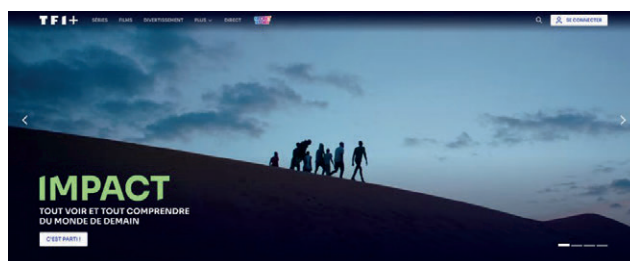 TF1+ SÉRIES FILMS DIVERTISSEMENT PLUS DIRECT
SE CONNECTER
IMPACT
TOUT VOIR ET TOUT COMPRENDRE
DU MONDE DE DEMAIN
C'EST PARTI !